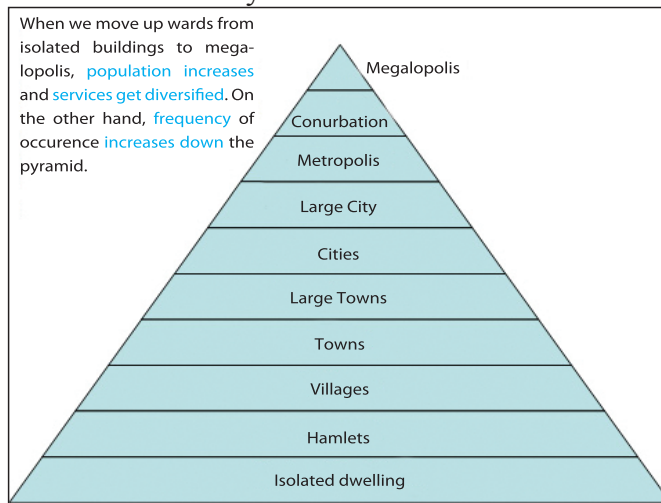 When we move up wards from
isolated buildings to mega-
lopolis, population increases
and services get diversified. On
the other hand, frequency of
occurence increases down the
pyramid.
Megalopolis
Conurbation
Metropolis
Large City
Cities
Large Towns
Towns
Villages
Hamlets
Isolated dwelling